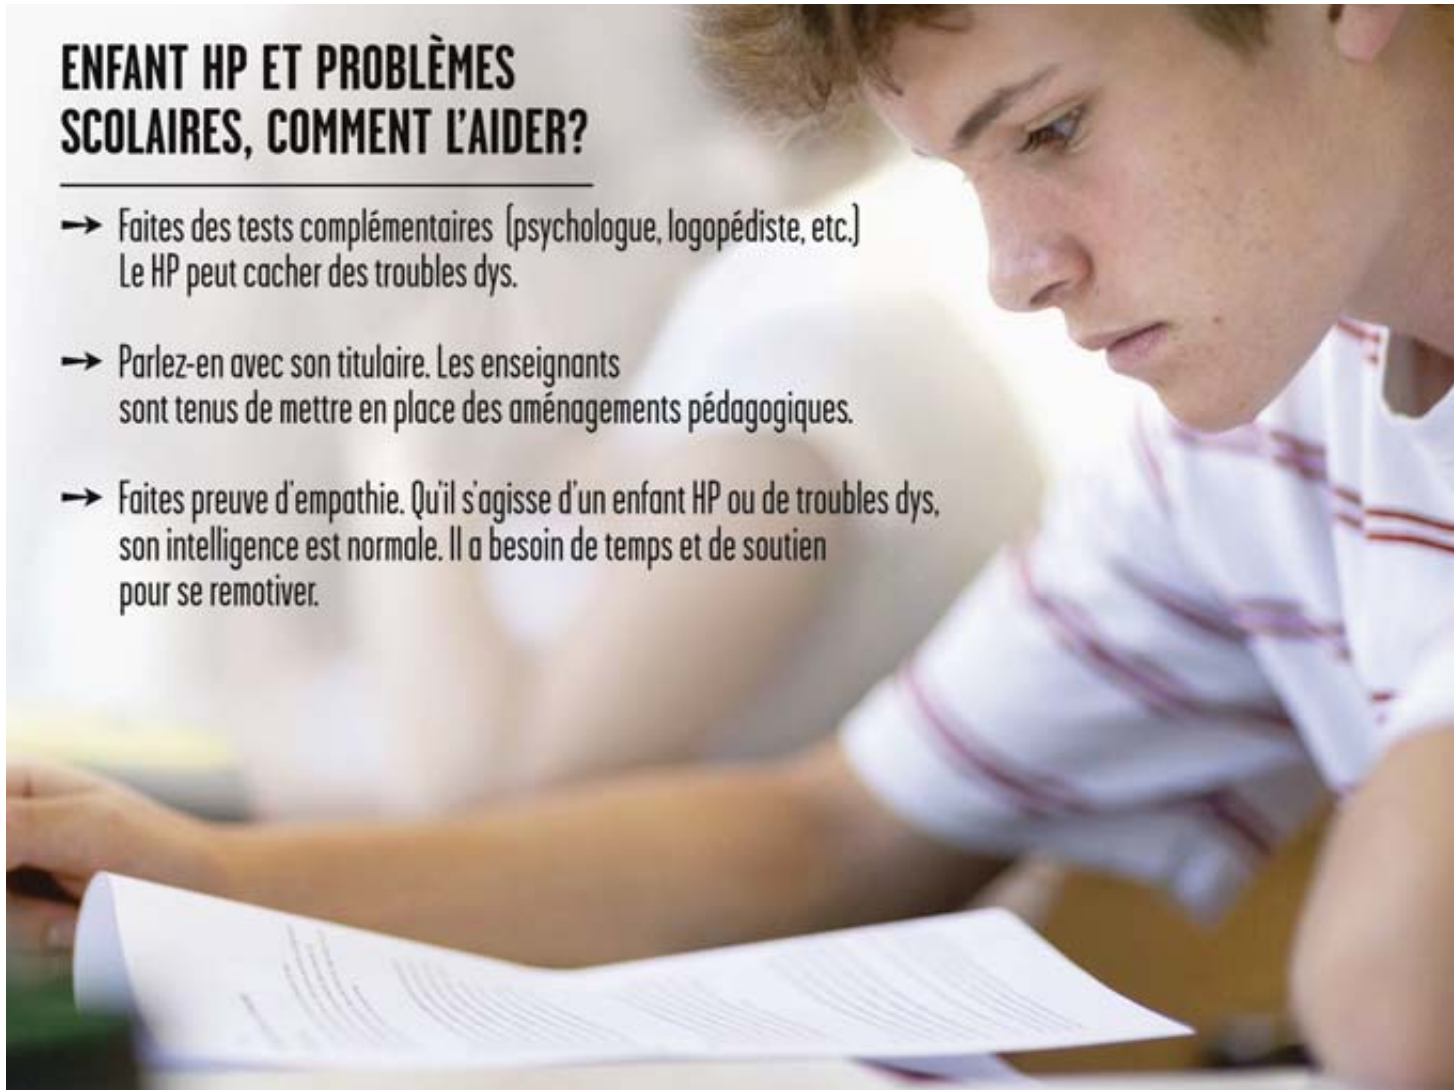 ENFANT HP ET PROBLÈMES
SCOLAIRES, COMMENT L'AIDER?
→ Faites des tests complémentaires (psychologue, logopédiste, etc.)
Le HP peut cacher des troubles dys.
→ Parlez-en avec son titulaire. Les enseignants
sont tenus de mettre en place des aménagements pédagogiques.
→ Faites preuve d'empathie. Qu'il s'agisse d'un enfant HP ou de troubles dys,
son intelligence est normale. Il a besoin de temps et de soutien
pour se remotiver.